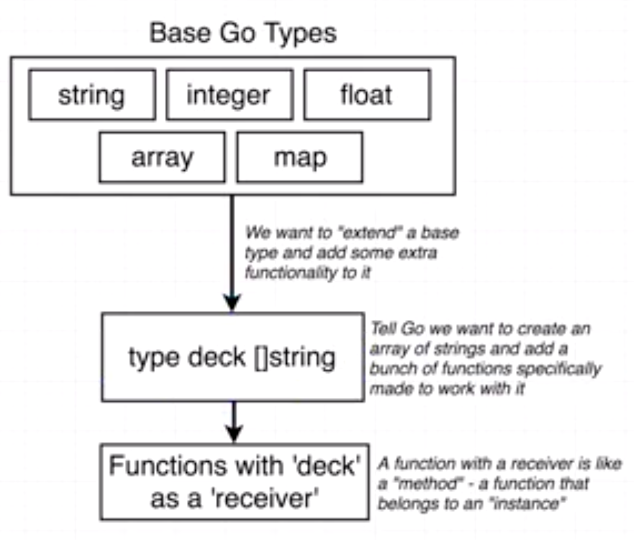 Base Go Types
string integer float
array map
We want to "extend" a base
type and add some extra
functionality to it
type deck []string
Tell Go we want to create an
array of strings and add a
bunch of functions specifically
made to work with it
Functions with 'deck'
as a 'receiver'
A function with a receiver is like
a "method" - a function that
belongs to an "instance"